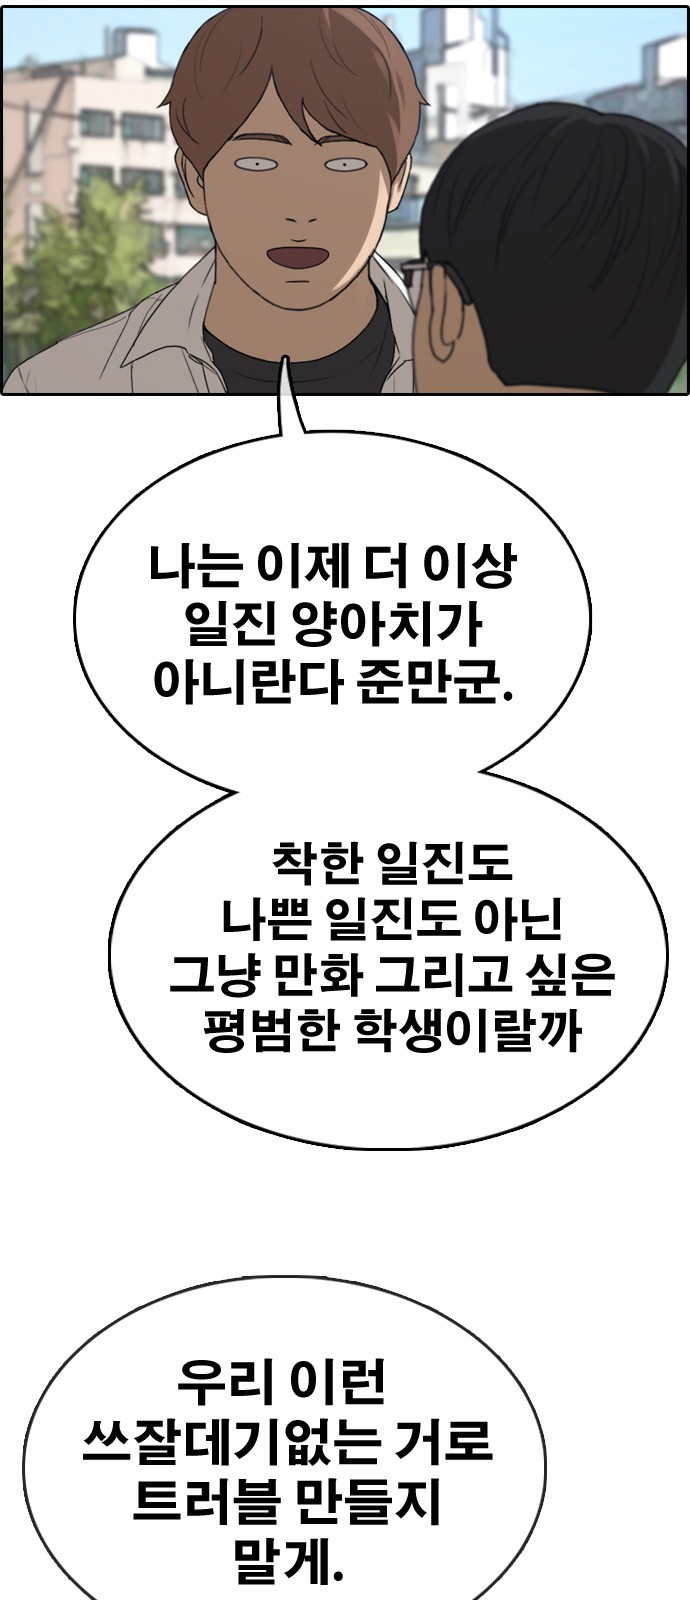 나는 이제 더 이상
일진 양아치가
아니란다 준만군.
착한 일진도
나쁜 일진도 아닌
그냥 만화 그리고 싶은
평범한 학생이랄까
우리 이런
쓰잘데기없는 거로
트러블 만들지
말게.